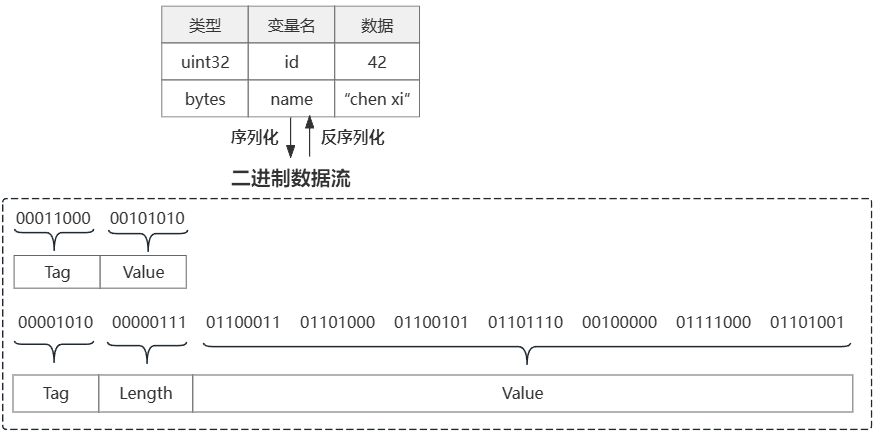 类型 变量名 数据
uint32 id 42
bytes name “chen xi“
序列化 反序列化
二进制数据流
00011000 00101010
Tag Value
00001010 00000111 01100011 01101000 01100101 01101110 00100000 01111000 01101001
Tag Length Value